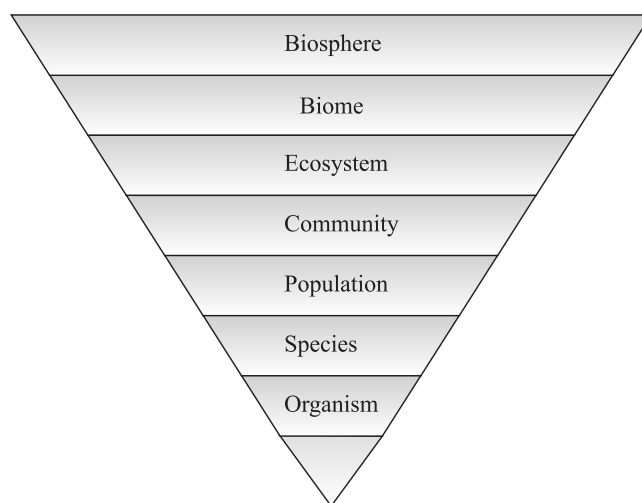 Biosphere
Biome
Ecosystem
Community
Population
Species
Organism